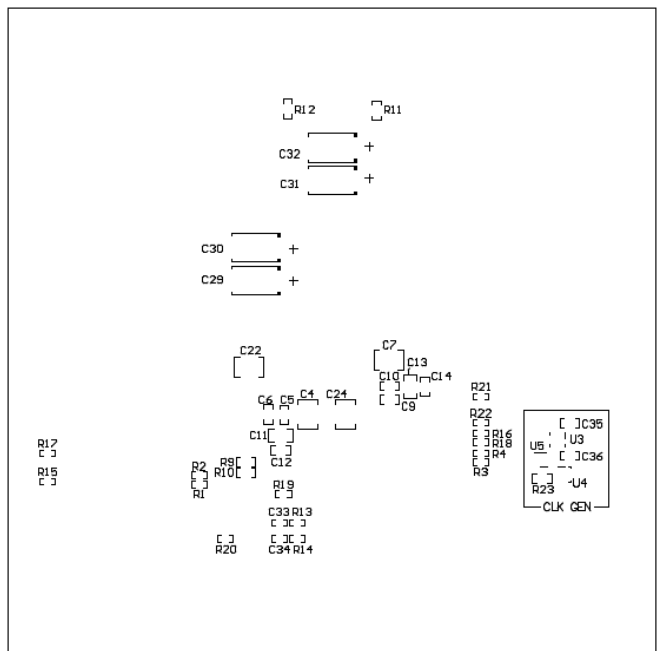 R12 R11
C32
C31
C30
C29
C7
C22
C13
C10 C14
R21
C6 C5 C4 C24
C9
R22
C35
C11
R16
U3
R17
R18
U5
C12
R4
C36
R9
R2
R3
R15
R10
U4
R1
R19
R23
CLK GEN
C33 R13
R20
C34 R14